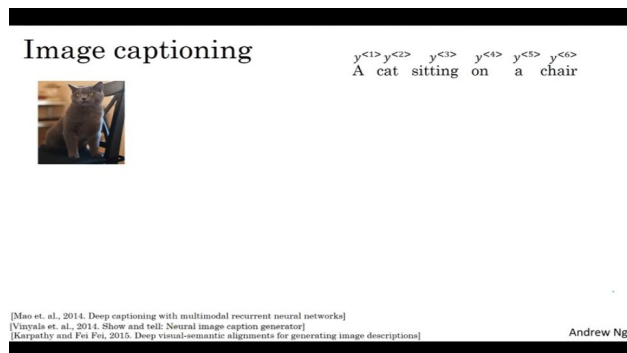 Image captioning
y<1> y<2> y<3> y<4> y<5> y<6>
A cat sitting on a chair
[Mao et. al., 2014. Deep captioning with multimodal recurrent neural networks]
[Vinyals et. al., 2014. Show and tell: Neural image caption generator]
[Karpathy and Fei Fei, 2015. Deep visual-semantic alignments for generating image descriptions]
Andrew Ng